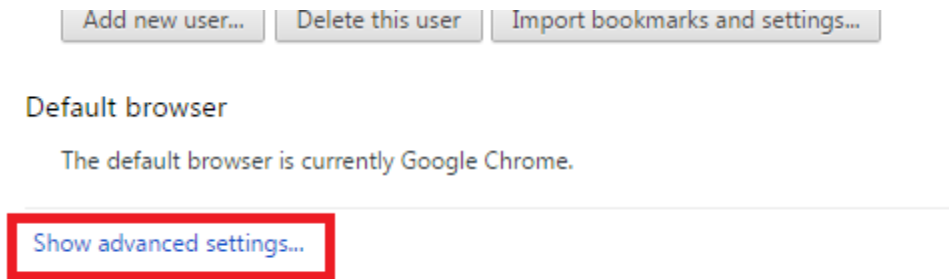 Add new user... Delete this user Import bookmarks and settings...
Default browser
The default browser is currently Google Chrome.
Show advanced settings...